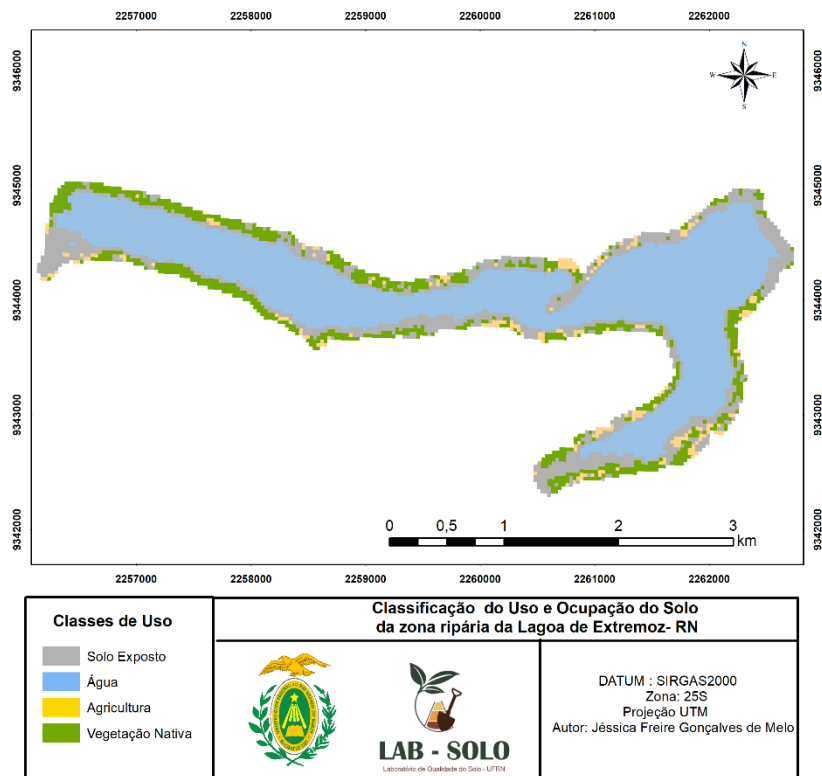 2257000 2258000 2259000 2260000 2261000 2262000
9346000 9346000
N
W E
S
9345000 9345000
9344000 9344000
9343000 9343000
9342000 9342000
0 0,5 1 2 3
km
2257000 2258000 2259000 2260000 2261000 2262000
Classes de Uso
Solo Exposto
Água
Agricultura
Vegetação Nativa
Classificação do Uso e Ocupação do Solo
da zona ripária da Lagoa de Extremoz- RN
LAB - SOLO
Laboratório de Qualidade do Solo - UFRN
DATUM : SIRGAS2000
Zona: 25S
Projeção UTM
Autor: Jéssica Freire Gonçalves de Melo